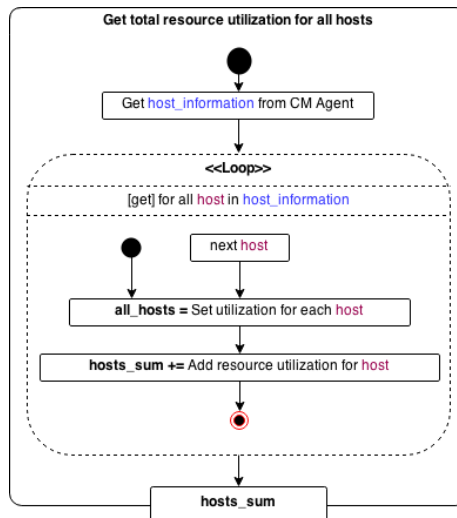 Get total resource utilization for all hosts
Get host_information from CM Agent
<<Loop>>
[get] for all host in host_information
next host
all_hosts = Set utilization for each host
hosts_sum += Add resource utilization for host
hosts_sum